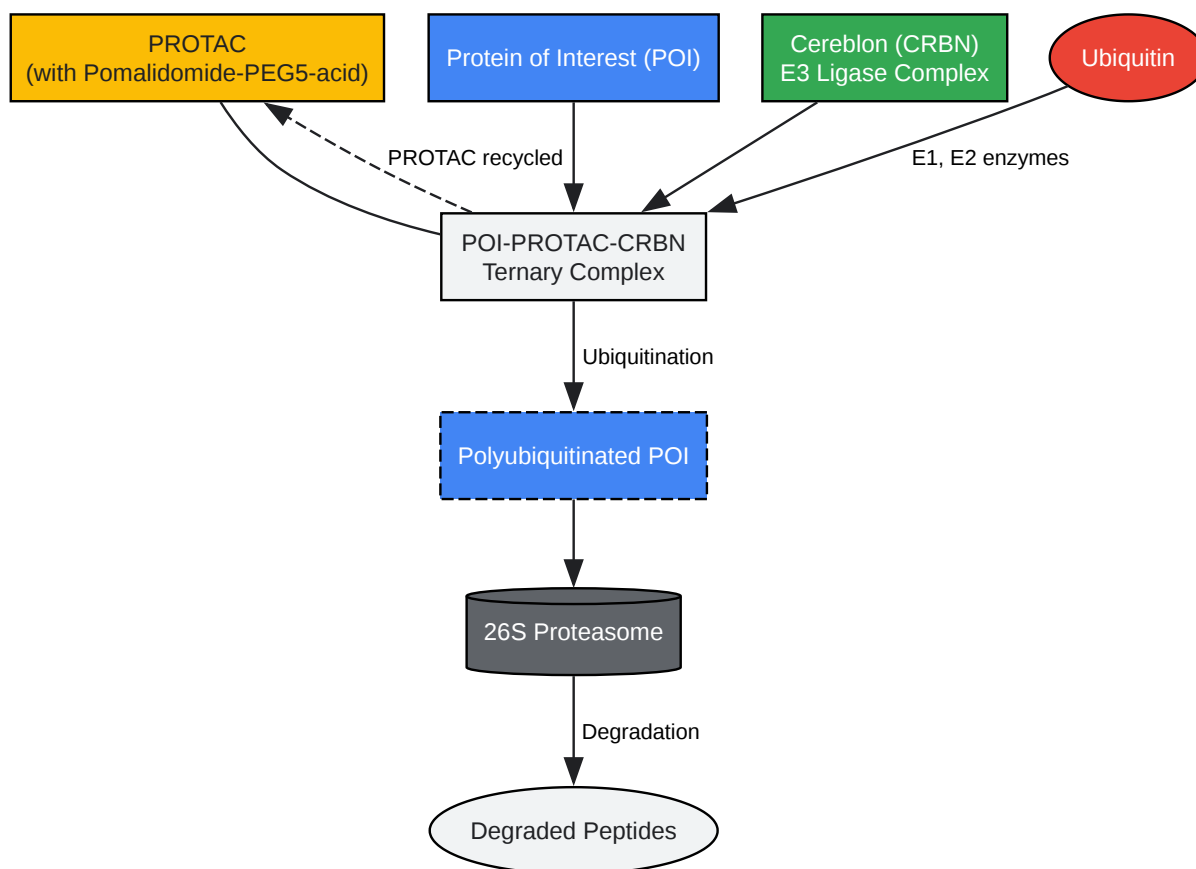 PROTAC
(with Pomalidomide-PEG5-acid)
Protein of Interest (POI)
Cereblon (CRBN)
E3 Ligase Complex
Ubiquitin
PROTAC recycled
E1, E2 enzymes
POI-PROTAC-CRBN
Ternary Complex
Ubiquitination
Polyubiquitinated POI
26S Proteasome
Degradation
Degraded Peptides